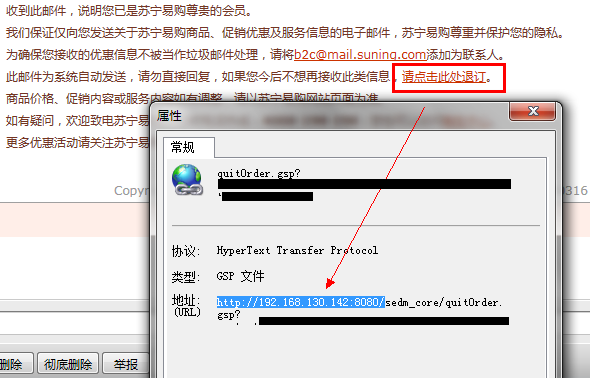 收到此邮件，说明您已是苏宁易购尊贵的会员。
我们保证仅向您发送关于苏宁易购商品、促销优惠及服务信息的电子邮件，苏宁易购尊重并保护您的隐私。
为确保您接收的优惠信息不被当作垃圾邮件处理，请将b2c@mail.suning.com添加为联系人。
此邮件为系统自动发送，请勿直接回复，如果您今后不想再接收此类信息，请点击此处退订。
商品价格、促销内容或服务内容如有调整，请以苏宁易购网站页面为准
如有疑问，欢迎致电苏宁易
更多优惠活动请关注苏宁易
Copy
0316
属性
常规
quitOrder.gsp?
协议: HyperText Transfer Protocol
类型: GSP 文件
地址: http://192.168.130.142:8080/sedm_core/quitOrder.
(URL) gsp?
删除 彻底删除 举报